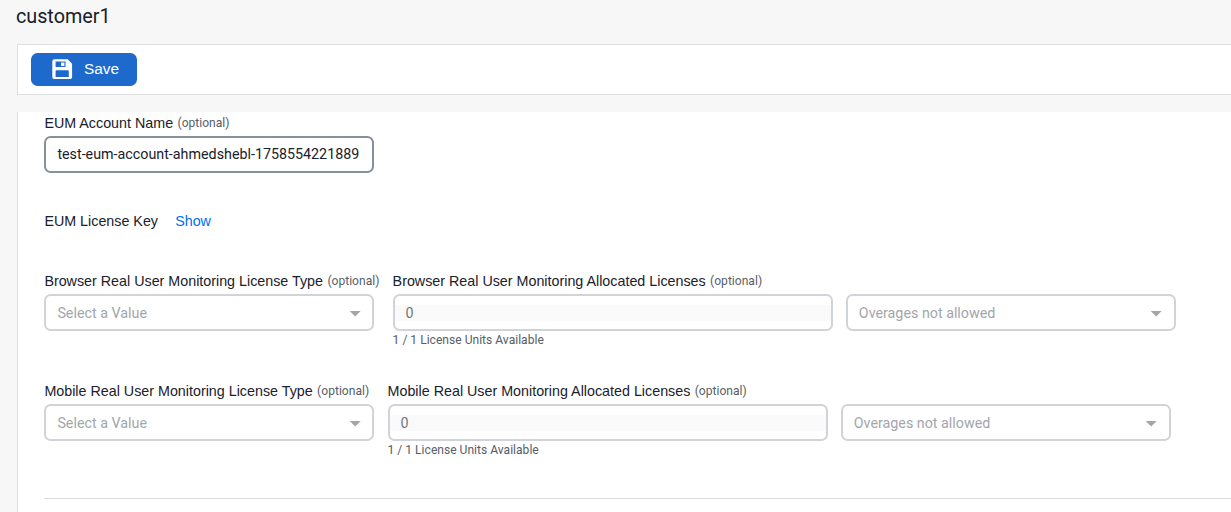 customer1
Save
EUM Account Name (optional)
test-eum-account-ahmedshebl-1758554221889
EUM License Key Show
Browser Real User Monitoring License Type (optional) Browser Real User Monitoring Allocated Licenses (optional)
Select a Value 0 Overages not allowed
1 / 1 License Units Available
Mobile Real User Monitoring License Type (optional) Mobile Real User Monitoring Allocated Licenses (optional)
Select a Value 0 Overages not allowed
1 / 1 License Units Available